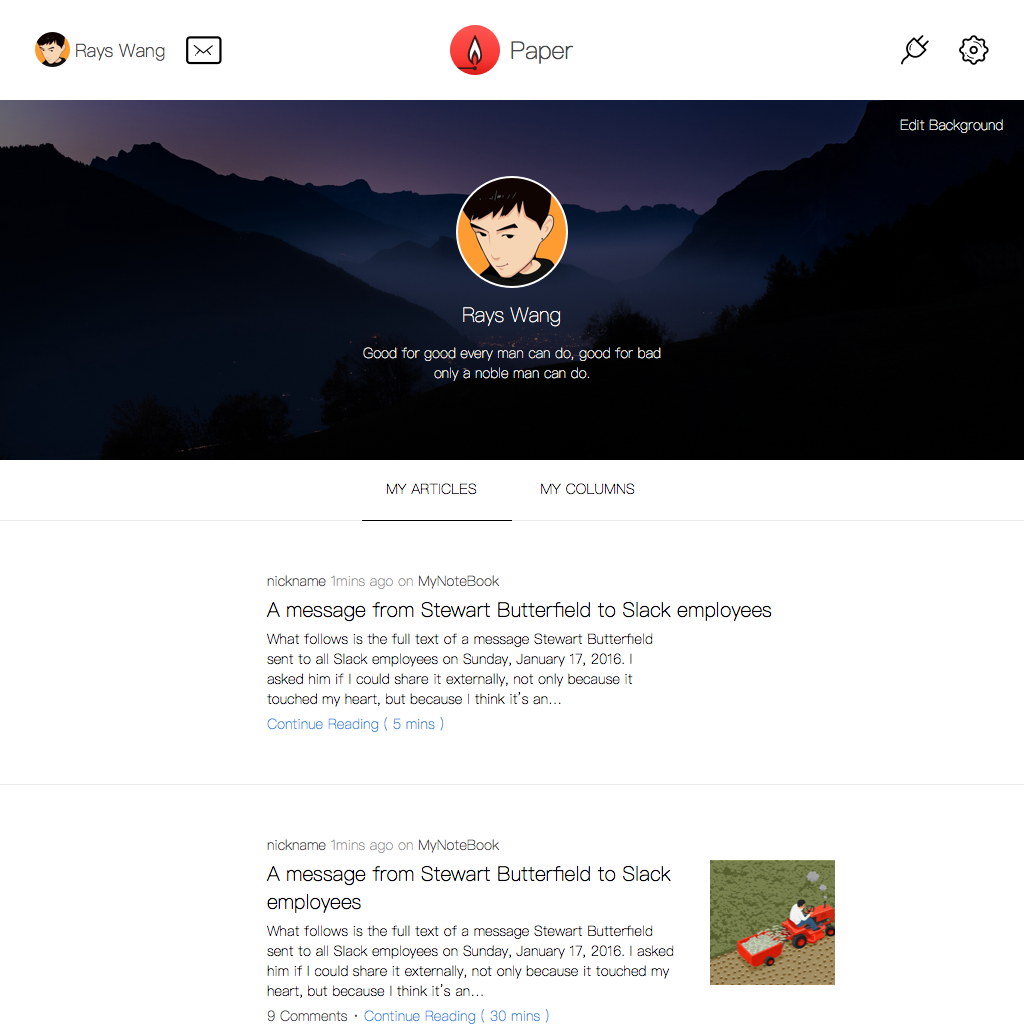 Rays Wang
Paper
Edit Background
Rays Wang
Good for good every man can do, good for bad
only a noble man can do.
MY ARTICLES
MY COLUMNS
nickname 1mins ago on MyNoteBook
A message from Stewart Butterfield to Slack employees
What follows is the full text of a message Stewart Butterfield
sent to all Slack employees on Sunday, January 17, 2016. I
asked him if I could share it externally, not only because it
touched my heart, but because I think it's an...
Continue Reading ( 5 mins )
nickname 1mins ago on MyNoteBook
A message from Stewart Butterfield to Slack
employees
What follows is the full text of a message Stewart Butterfield
sent to all Slack employees on Sunday, January 17, 2016. I asked
him if I could share it externally, not only because it touched my
heart, but because I think it's an...
9 Comments · Continue Reading ( 30 mins )